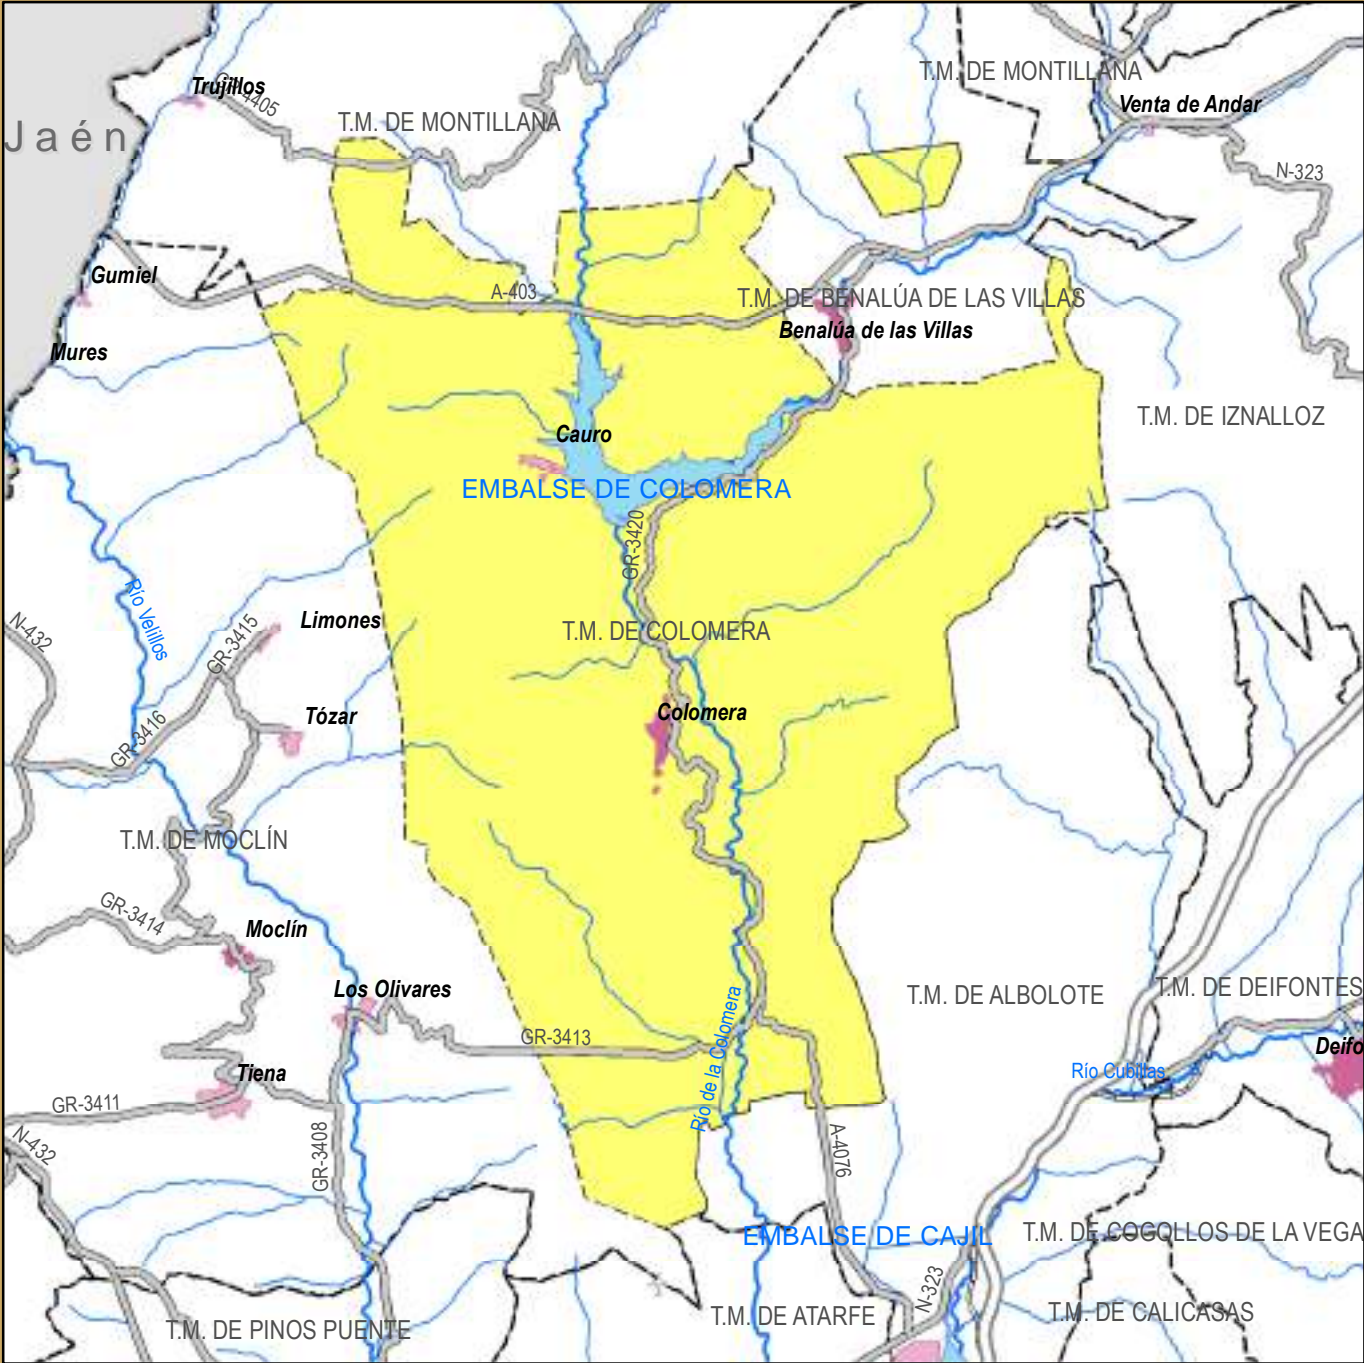 T.M. DE MONTILLANA
Trujillos
Venta de Andar
T.M. DE MONTILLANA
Jaén
N-323
Gumiel
A-403
T.M. DE BENALÚA DE LAS VILLAS
Benalúa de las Villas
Mures
T.M. DE IZNALLOZ
Cauro
EMBALSE DE COLOMERA
GR-3420
Río Velillos
Limones
N-432
GR-3415
T.M. DE COLOMERA
Tózar
Colomera
GR-3416
T.M. DE MOCLÍN
GR-3414
Moclín
Los Olivares
T.M. DE ALBOLOTE
T.M. DE DEIFONTES
GR-3413
Río de la Colomera
Deifo
Tiena
Río Cubillas
GR-3411
N-432
GR-3408
A-4076
EMBALSE DE CAJIL
T.M. DE COGOLLOS DE LA VEGA
N-323
T.M. DE ATARFE
T.M. DE CALICASAS
T.M. DE PINOS PUENTE